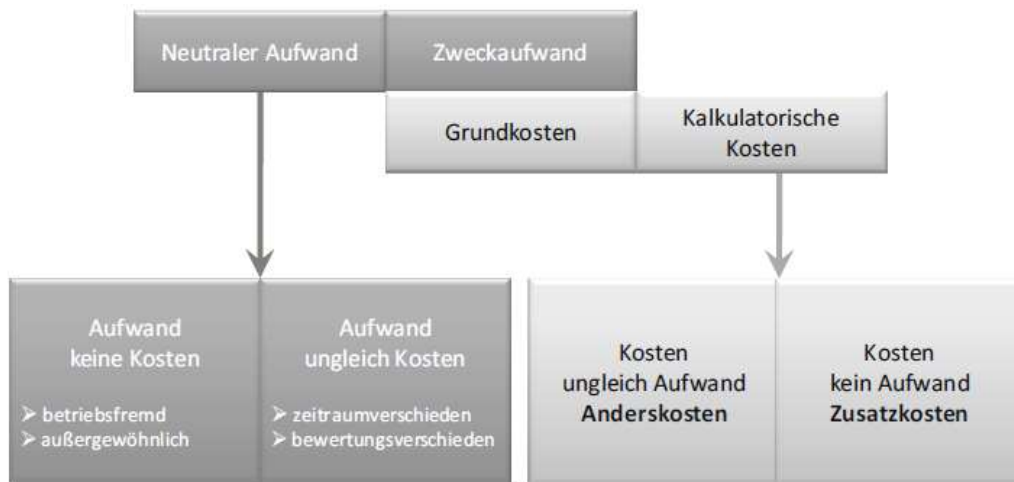 Neutraler Aufwand
Zweckaufwand
Grundkosten
Kalkulatorische
Kosten
Aufwand
keine Kosten
➢ betriebsfremd
➢ außergewöhnlich
Aufwand
ungleich Kosten
➢ zeitraumverschieden
➢ bewertungsverschieden
Kosten
ungleich Aufwand
Anderskosten
Kosten
kein Aufwand
Zusatzkosten